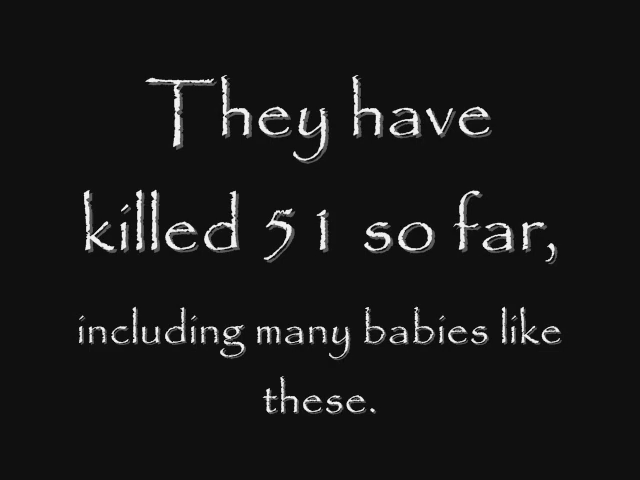 They have
killed 51 so far,
including many babies like
these.